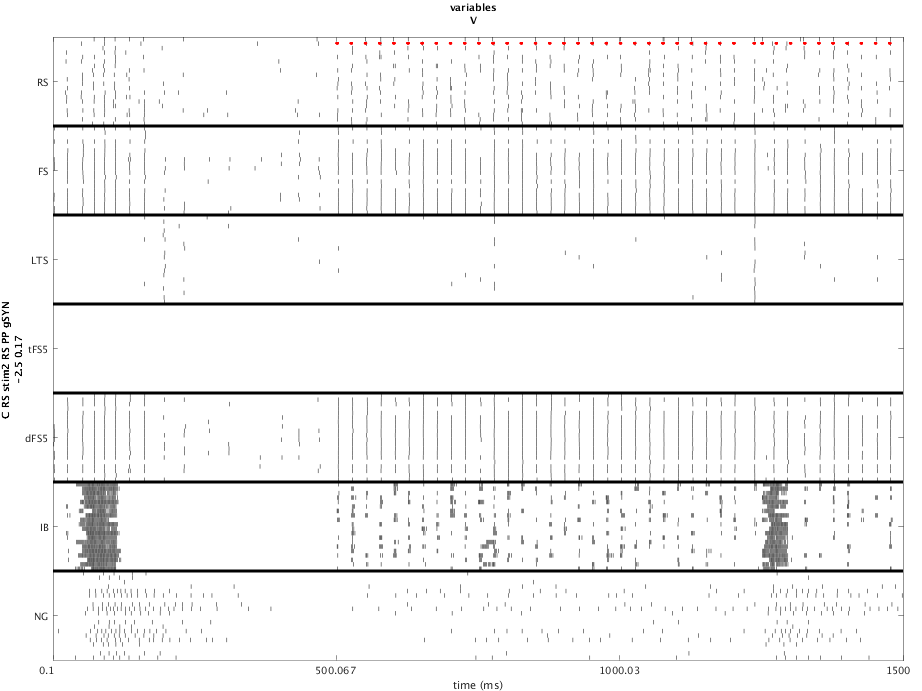 variables
V
RS
FS
LTS
tFS5
dFS5
IB
NG
C RS stim2 RS PP gSYN
-2.5 0.17
0.1
500.067
1000.03
1500
time (ms)